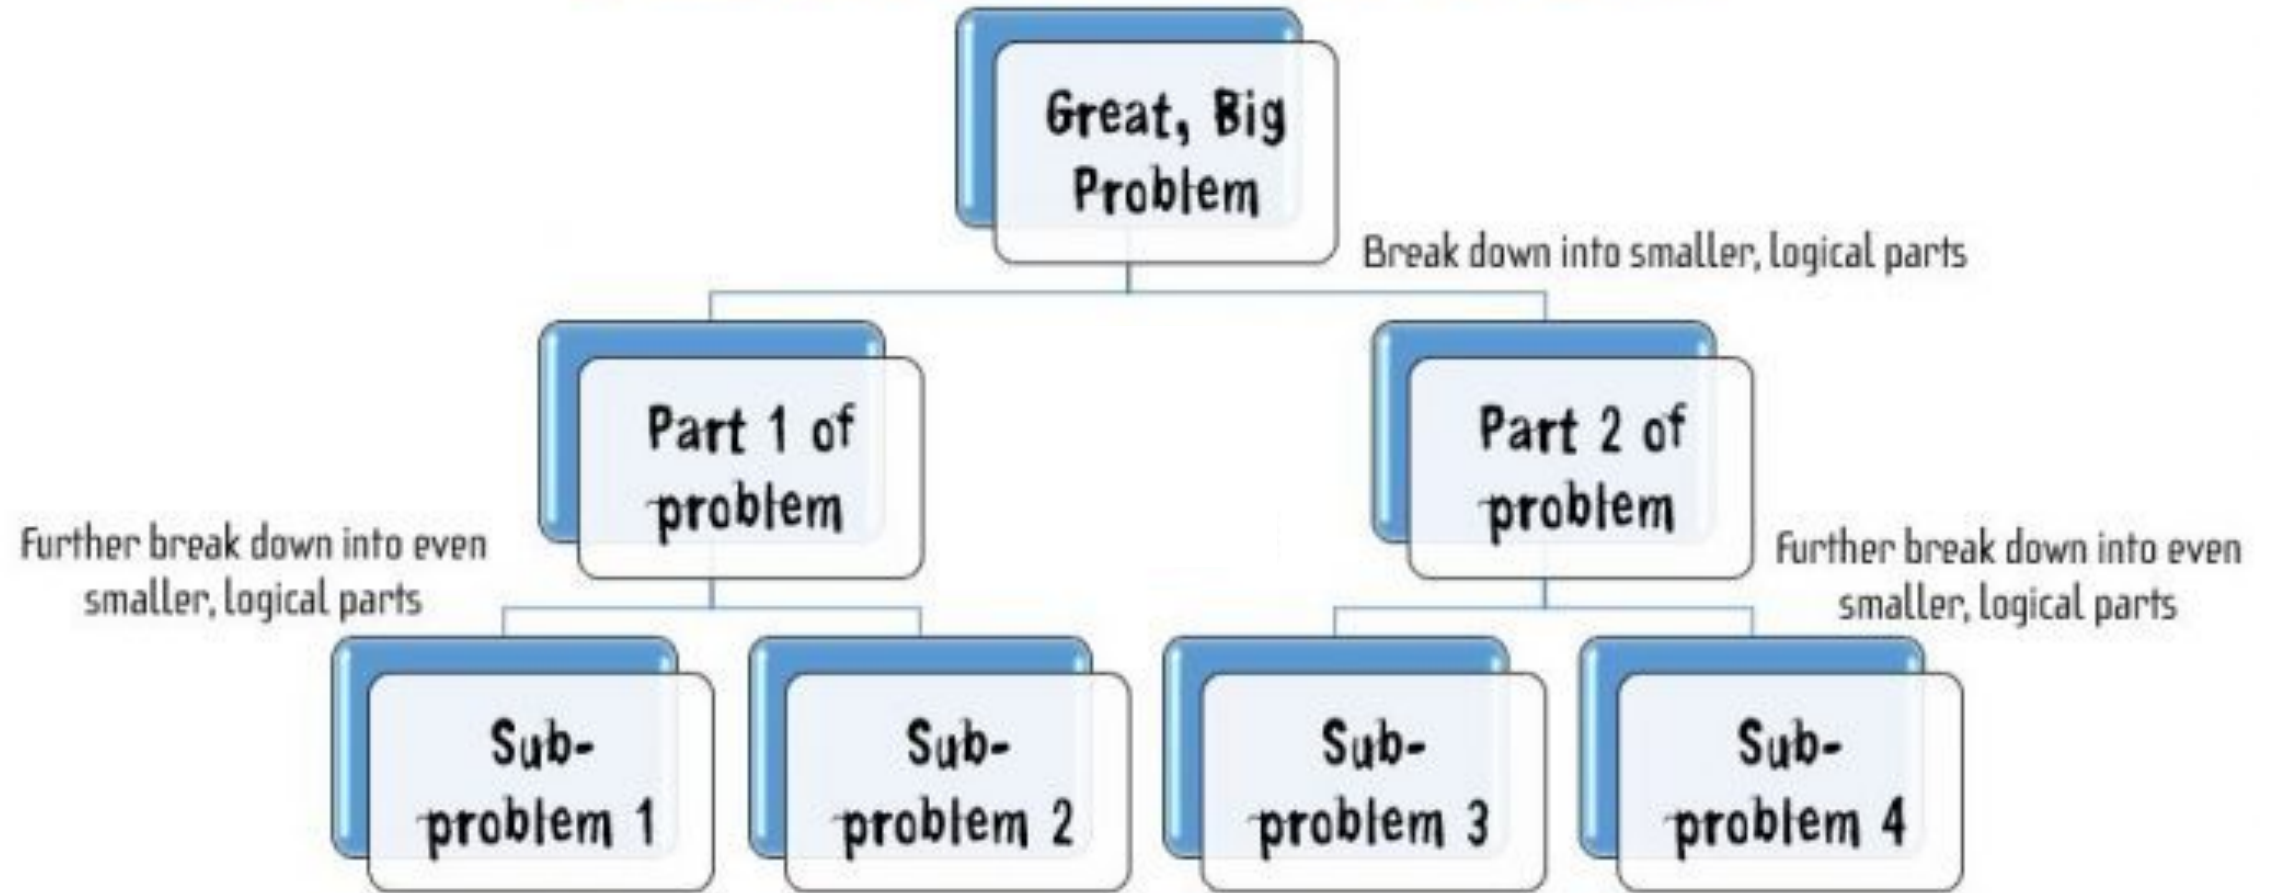 Great, Big
Problem
Break down into smaller, logical parts
Part 1 of
problem
Part 2 of
problem
Further break down into even
smaller, logical parts
Further break down into even
smaller, logical parts
Sub-
problem 1
Sub-
problem 2
Sub-
problem 3
Sub-
problem 4